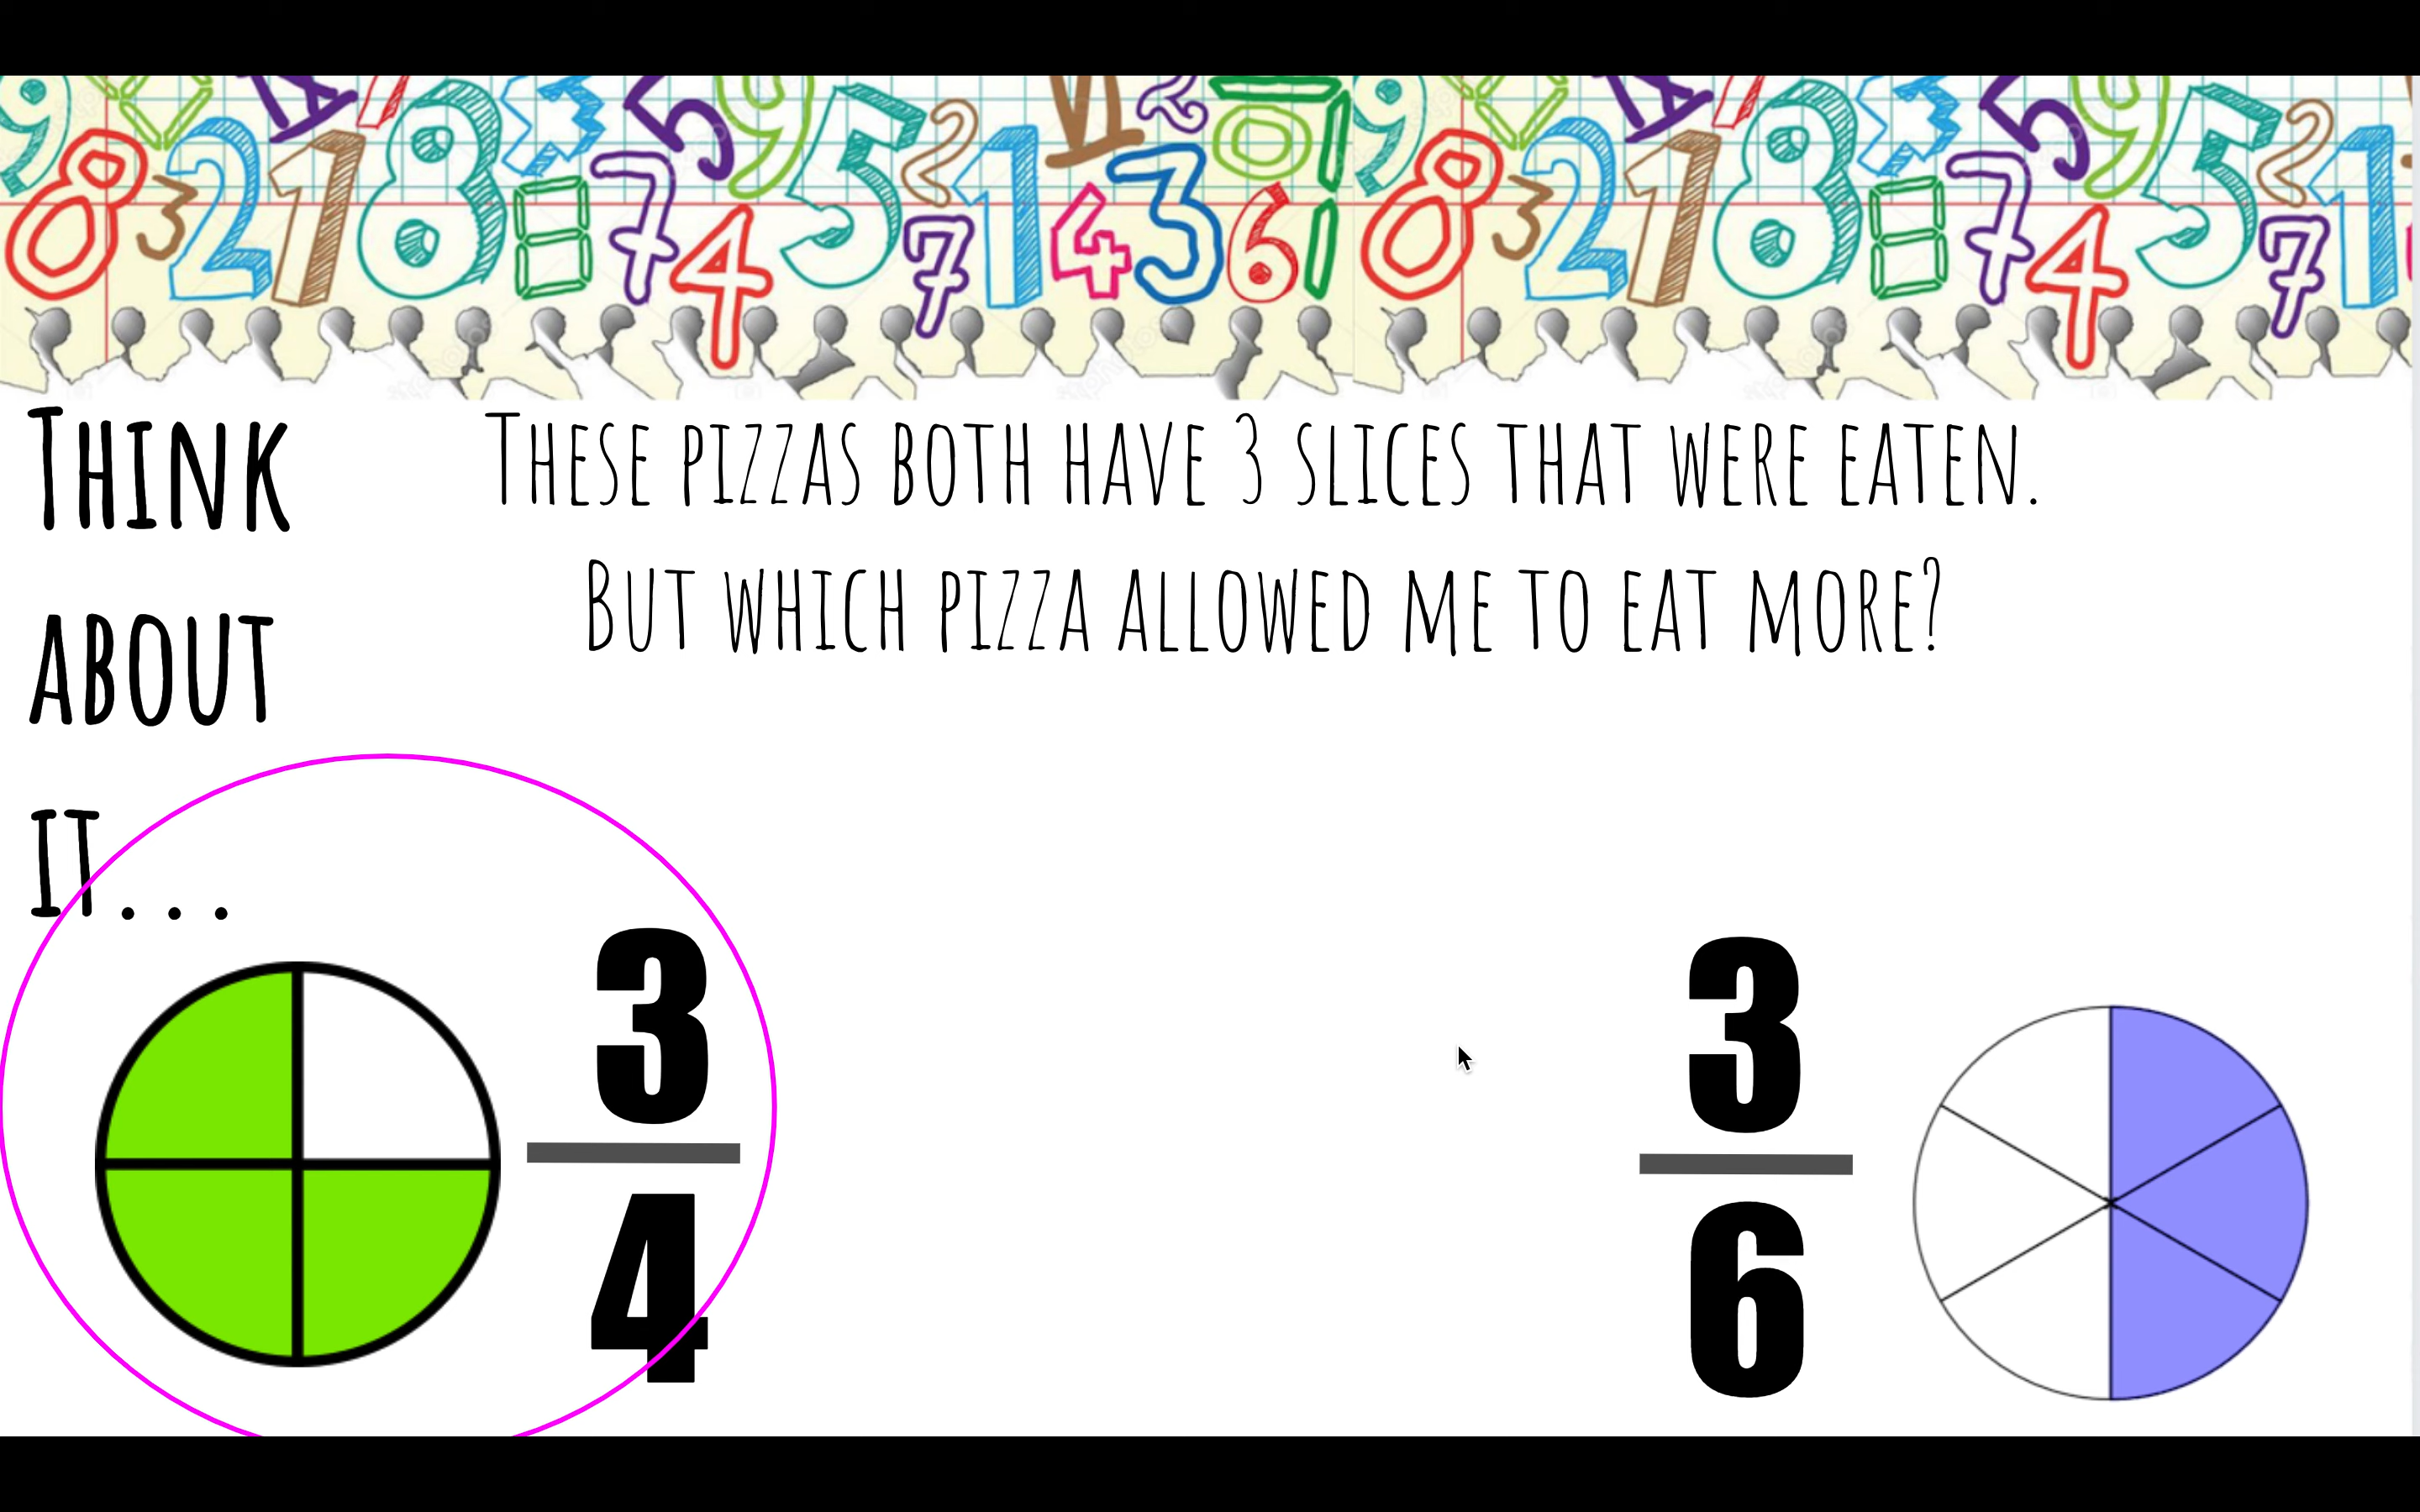 THINK
ABOUT
IT...
THESE PIZZAS BOTH HAVE 3 SLICES THAT WERE EATEN.
BUT WHICH PIZZA ALLOWED ME TO EAT MORE?
3
4
3
6